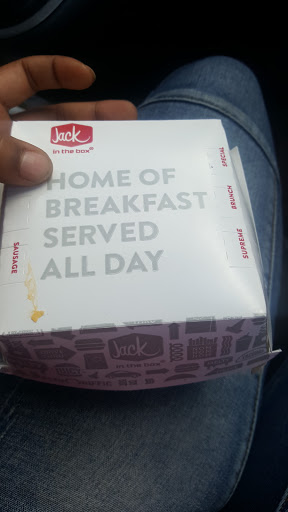 Jack
in the box
HOME OF
BREAKFAST
SERVED
ALL DAY
SAUSAGE
SPECIAL
BRUNCH
SUPREME
Jack
in the box